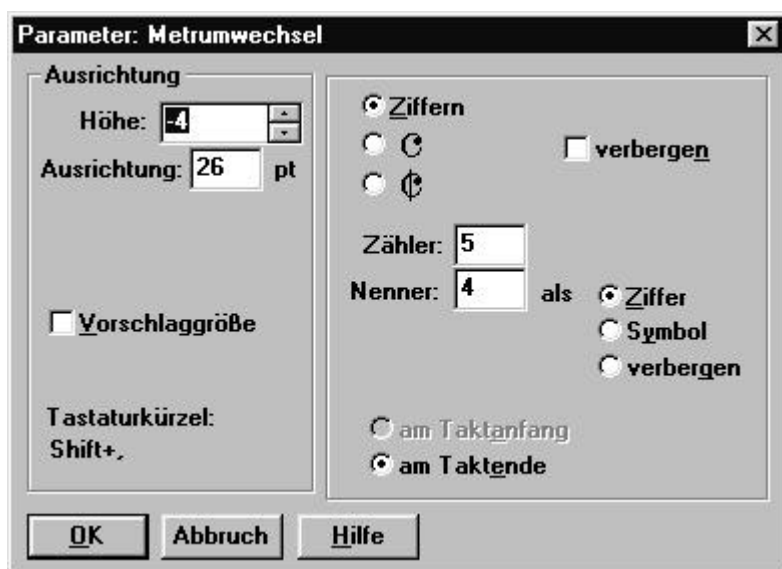 Parameter: Metrumwechsel
Ausrichtung
Höhe: -4
Ausrichtung: 26 pt
Vorschlaggröße
Tastaturkürzel:
Shift+,
Ziffern
C
verbergen
Zähler: 5
Nenner: 4 als
Ziffer
Symbol
verbergen
am Taktanfang
am Taktende
OK
Abbruch
Hilfe